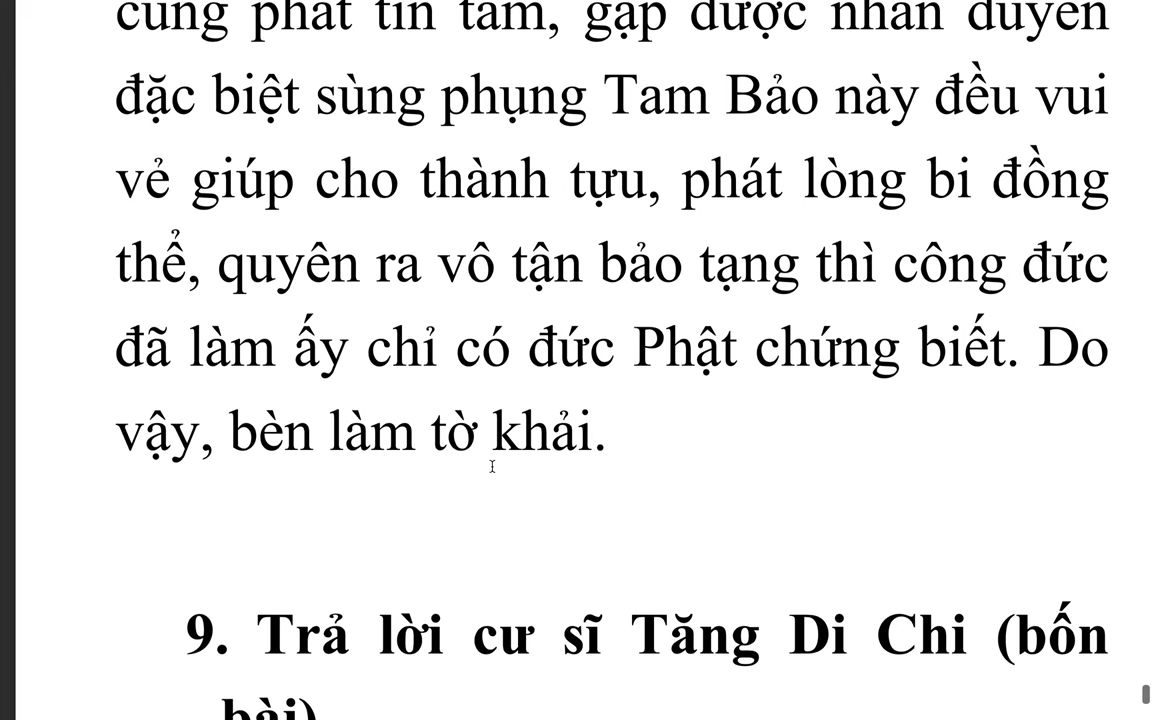 cùng phát tín tâm, gặp được nhân duyên
đặc biệt sùng phụng Tam Bảo này đều vui
vẻ giúp cho thành tựu, phát lòng bi đồng
thể, quyên ra vô tận bảo tạng thì công đức
đã làm ấy chỉ có đức Phật chứng biết. Do
vậy, bèn làm tờ khải.
9. Trả lời cư sĩ Tăng Di Chi (bốn
bài)